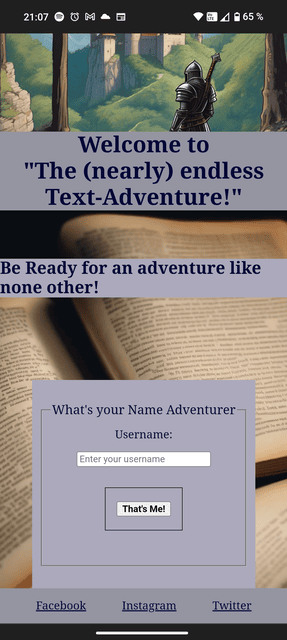 21:07
65 %
Welcome to
"The (nearly) endless
Text-Adventure!"
Be Ready for an adventure like
none other!
What's your Name Adventurer
Username:
Enter your username
That's Me!
Facebook Instagram Twitter